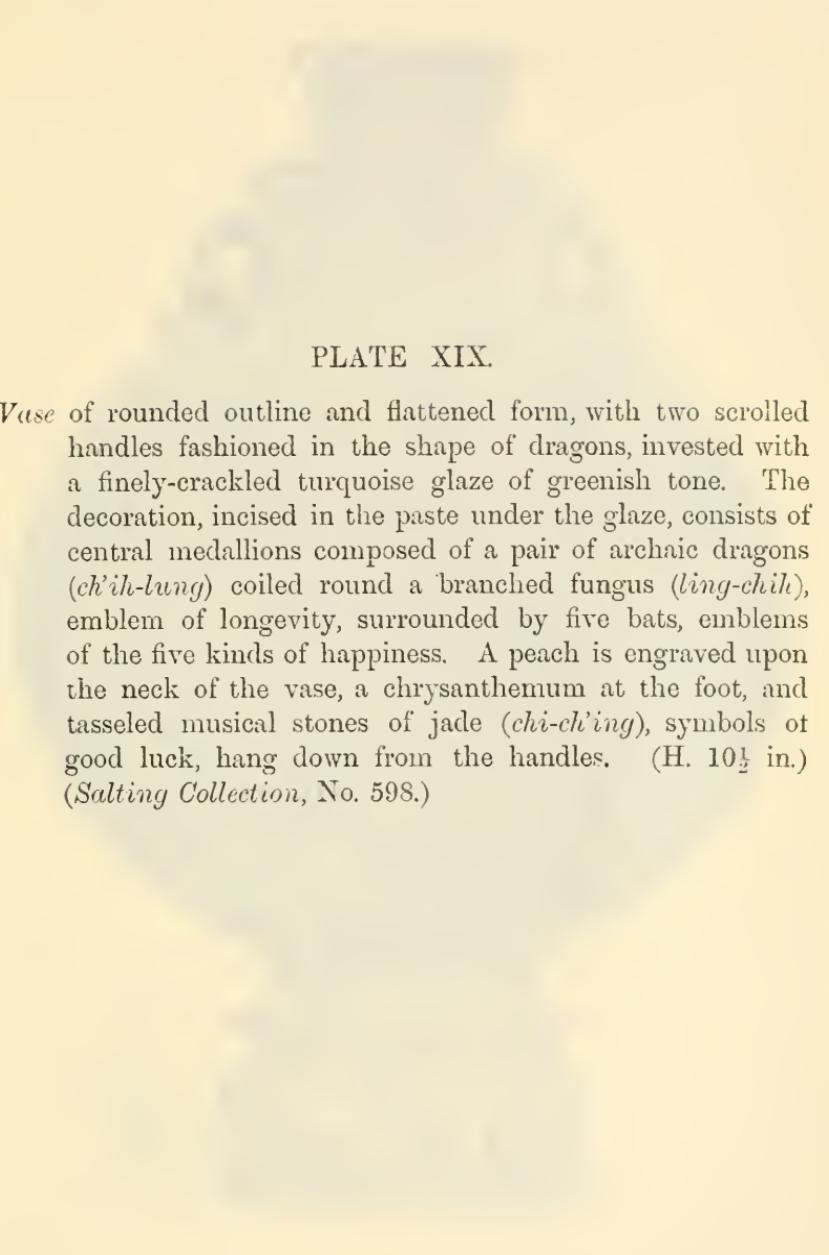 PLATE XIX.
Vase of rounded outline and flattened form, with two scrolled
handles fashioned in the shape of dragons, invested with
a finely-crackled turquoise glaze of greenish tone. The
decoration, incised in the paste under the glaze, consists of
central medallions composed of a pair of archaic dragons
(ch'ih-lung) coiled round a branched fungus (ling-chih),
emblem of longevity, surrounded by five bats, emblems
of the five kinds of happiness. A peach is engraved upon
the neck of the vase, a chrysanthemum at the foot, and
tasseled musical stones of jade (chi-ch'ing), symbols of
good luck, hang down from the handles. (H. 10½ in.)
(Salting Collection, No. 598.)